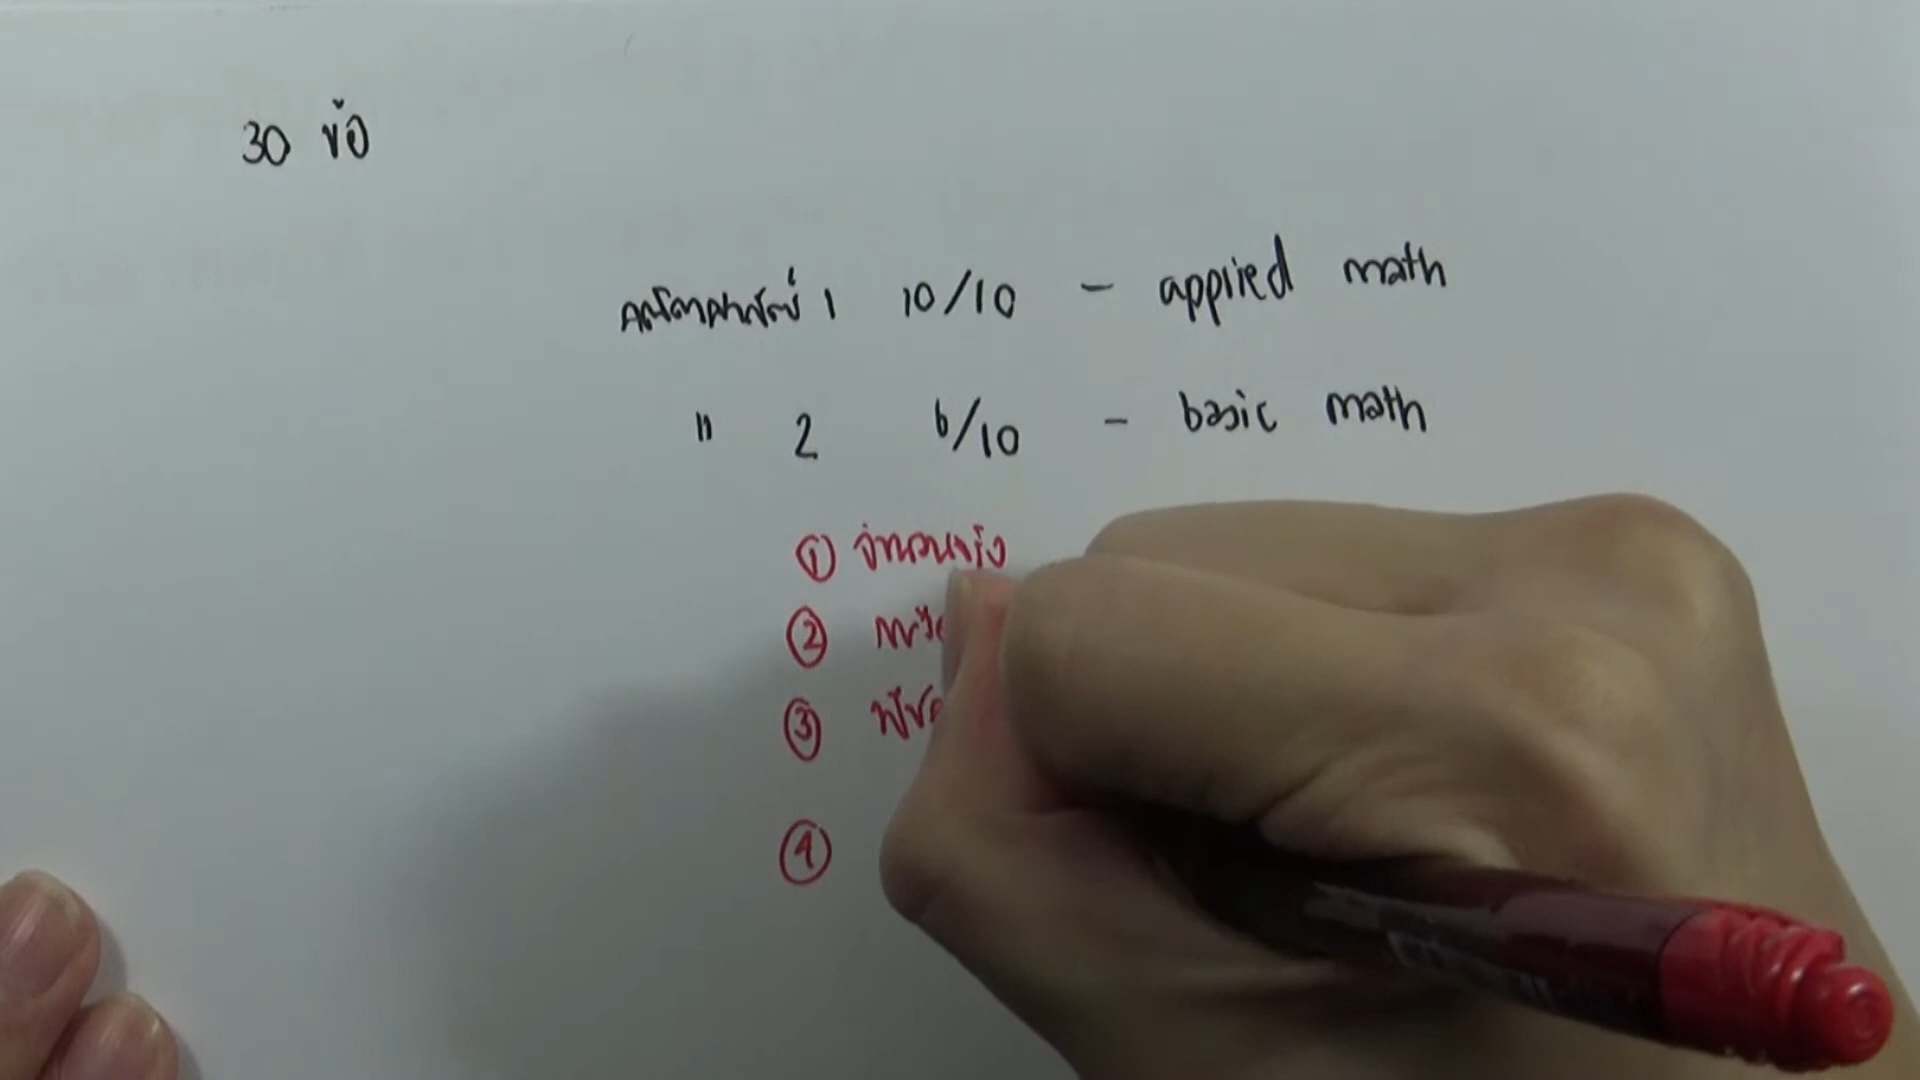 30 ข้อ
คณิตศาสตร์ 1 10/10 - appried math
" 2 6/10 - basic math
① จำนวนจริง
②
③
④